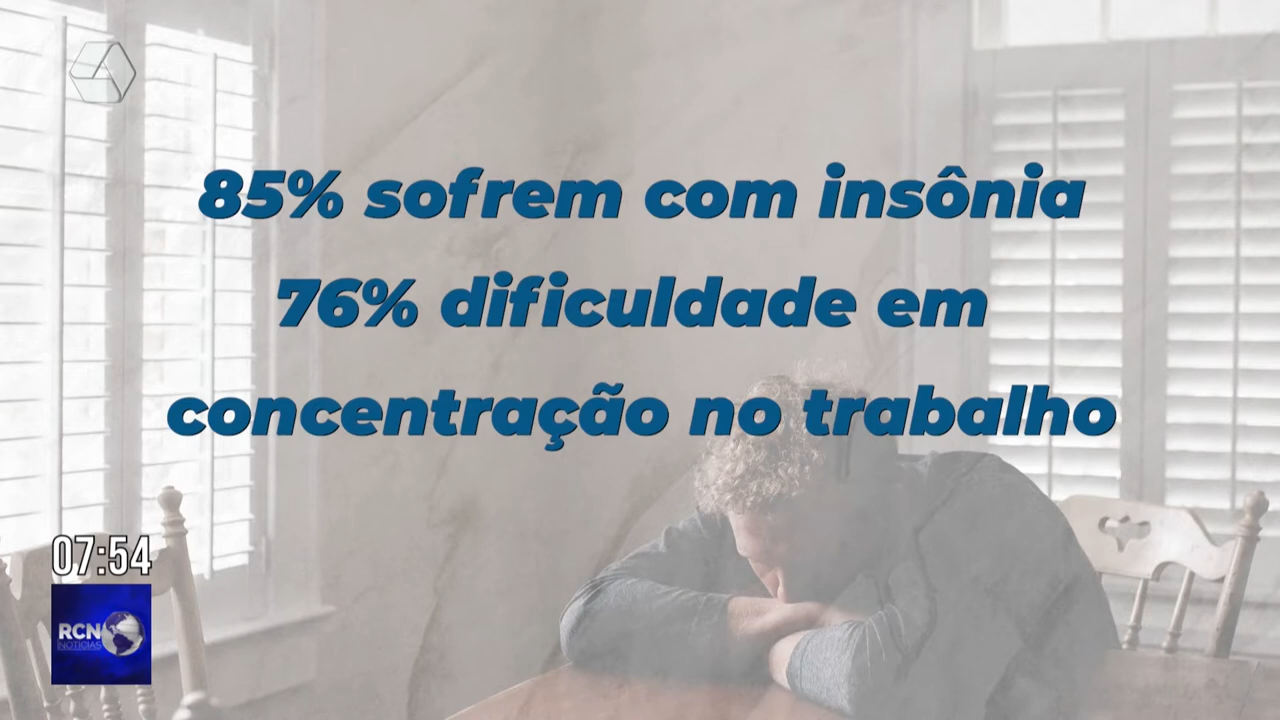 85% sofrem com insônia
76% dificuldade em
concentração no trabalho
07:54
RCN
NOTÍCIAS